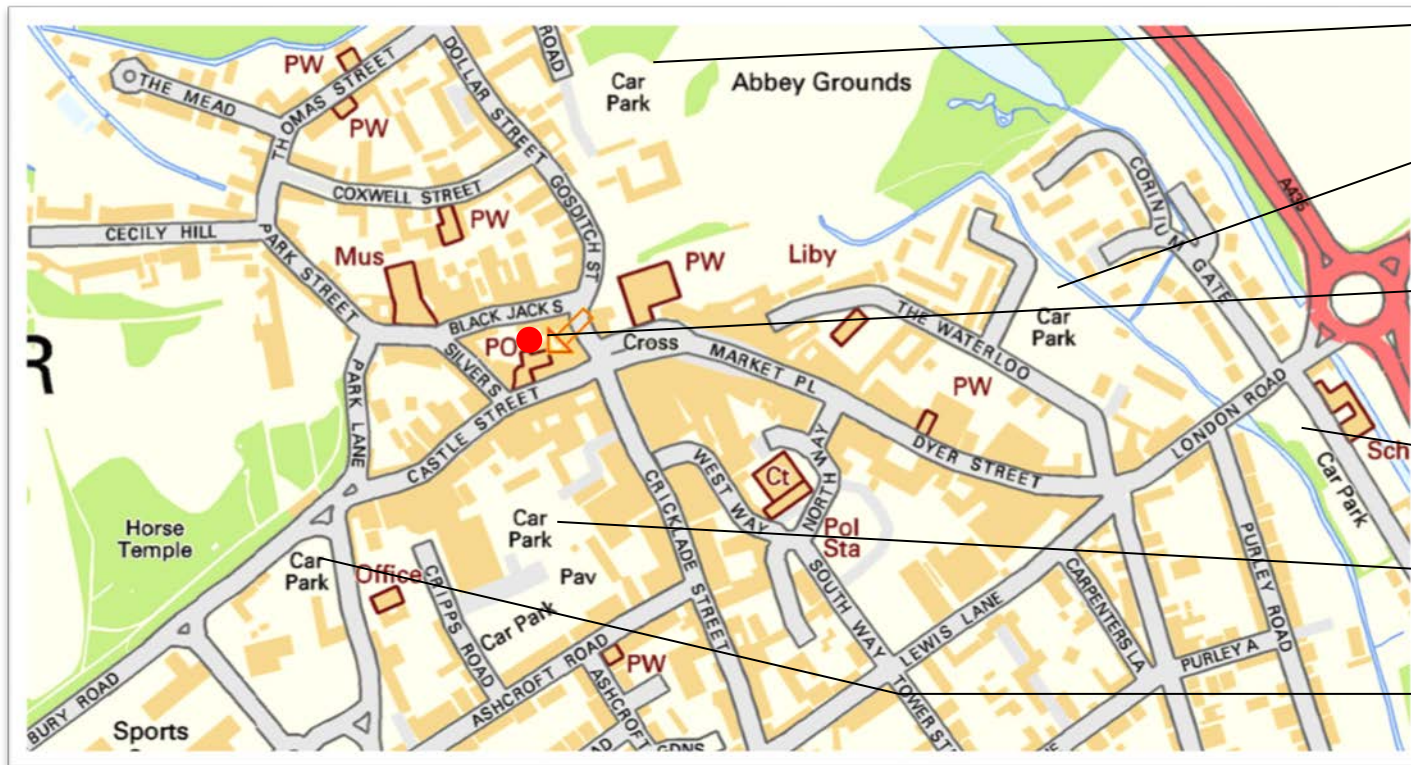 PW
THOMAS STREET
DOLLAR STREET
ROAD
Car
Park
Abbey Grounds
THE MEAD
PW
COXWELL STREET
GOSDITCH ST
CORINIUM GATE
A435
CECILY HILL
PW
PARK STREET
Mus
PW
Liby
BLACK JACK S
THE WATERLOO
Car
Park
PO
SILVER S
Cross
MARKET PL
PW
R
PARK LANE
CASTLE STREET
DYER STREET
LONDON ROAD
Sch
WEST WAY
NORTH WAY
Ct
Car Park
Horse
Temple
Car
Park
CRICKLADE STREET
Pol
Sta
PURLEY ROAD
Car
Park
Office
CRIPPS ROAD
Pav
Car Park
SOUTH WAY
CARPENTERS LA
LEWIS LANE
ASHCROFT ROAD
PW
PURLEY A
BURY ROAD
ASHCROFT
TOWER ST
Sports
GDNS